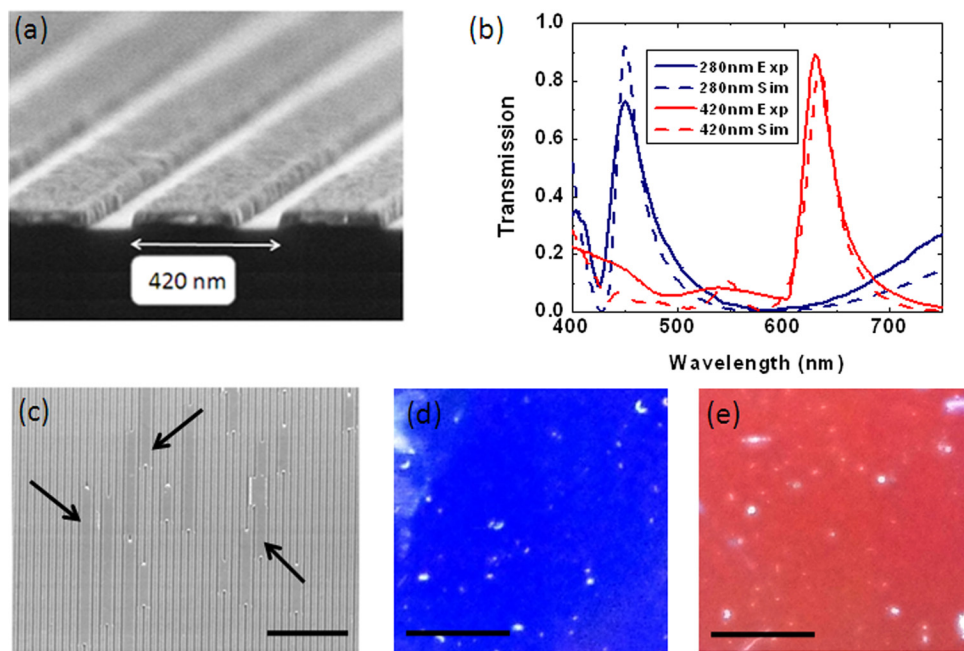 (a)
420 nm
(b)
Transmission
1.0
0.8
0.6
0.4
0.2
0.0
280nm Exp
280nm Sim
420nm Exp
420nm Sim
400
500
600
700
Wavelength (nm)
(c)
(d)
(e)